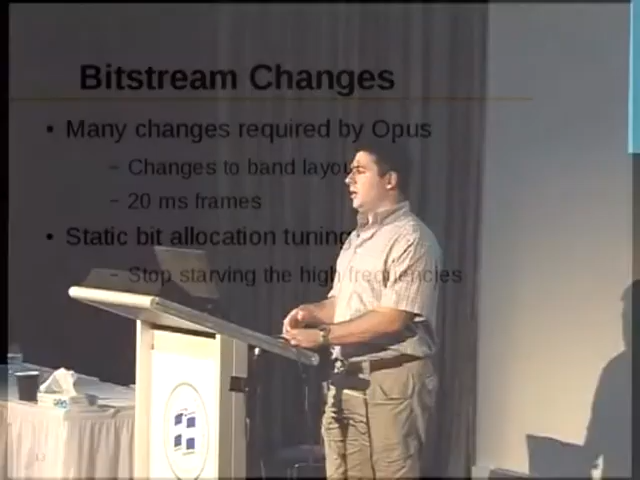 Bitstream Changes
• Many changes required by Opus
– Changes to band layou
– 20 ms frames
• Static bit allocation tuning
– Stop starving the high frequencies